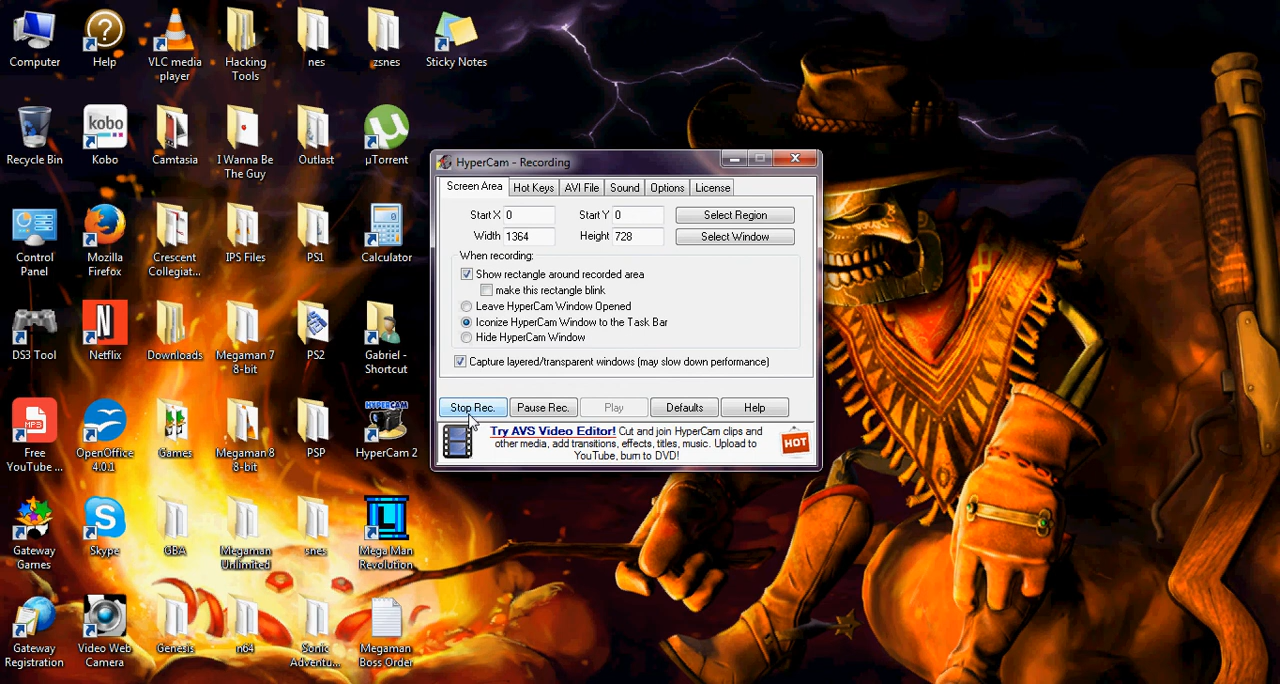 Computer
Help
VLC media
player
Hacking
Tools
nes
zsnes
Sticky Notes
Recycle Bin
kobo
Kobo
Camtasia
I Wanna Be
The Guy
Outlast
µ
µTorrent
Control
Panel
Mozilla
Firefox
Crescent
Collegiat...
IPS Files
PS1
Calculator
DS3 Tool
N
Netflix
Downloads
Megaman 7
8-bit
PS2
Gabriel -
Shortcut
Free
YouTube ...
OpenOffice
4.0.1
Games
Megaman 8
8-bit
PSP
HYPERCAM
HyperCam 2
Gateway
Games
S
Skype
GBA
Megaman
Unlimited
snes
Mega Man
Revolution
Gateway
Registration
Video Web
Camera
Genesis
n64
Sonic
Adventu...
Megaman
Boss Order
HyperCam - Recording
Screen Area
Hot Keys
AVI File
Sound
Options
License
Start X 0
Start Y 0
Select Region
Width 1364
Height 728
Select Window
When recording:
Show rectangle around recorded area
make this rectangle blink
Leave HyperCam Window Opened
Iconize HyperCam Window to the Task Bar
Hide HyperCam Window
Capture layered/transparent windows (may slow down performance)
Stop Rec.
Pause Rec.
Play
Defaults
Help
Try AVS Video Editor! Cut and join HyperCam clips and
other media, add transitions, effects, titles, music. Upload to
YouTube, burn to DVD!
HOT